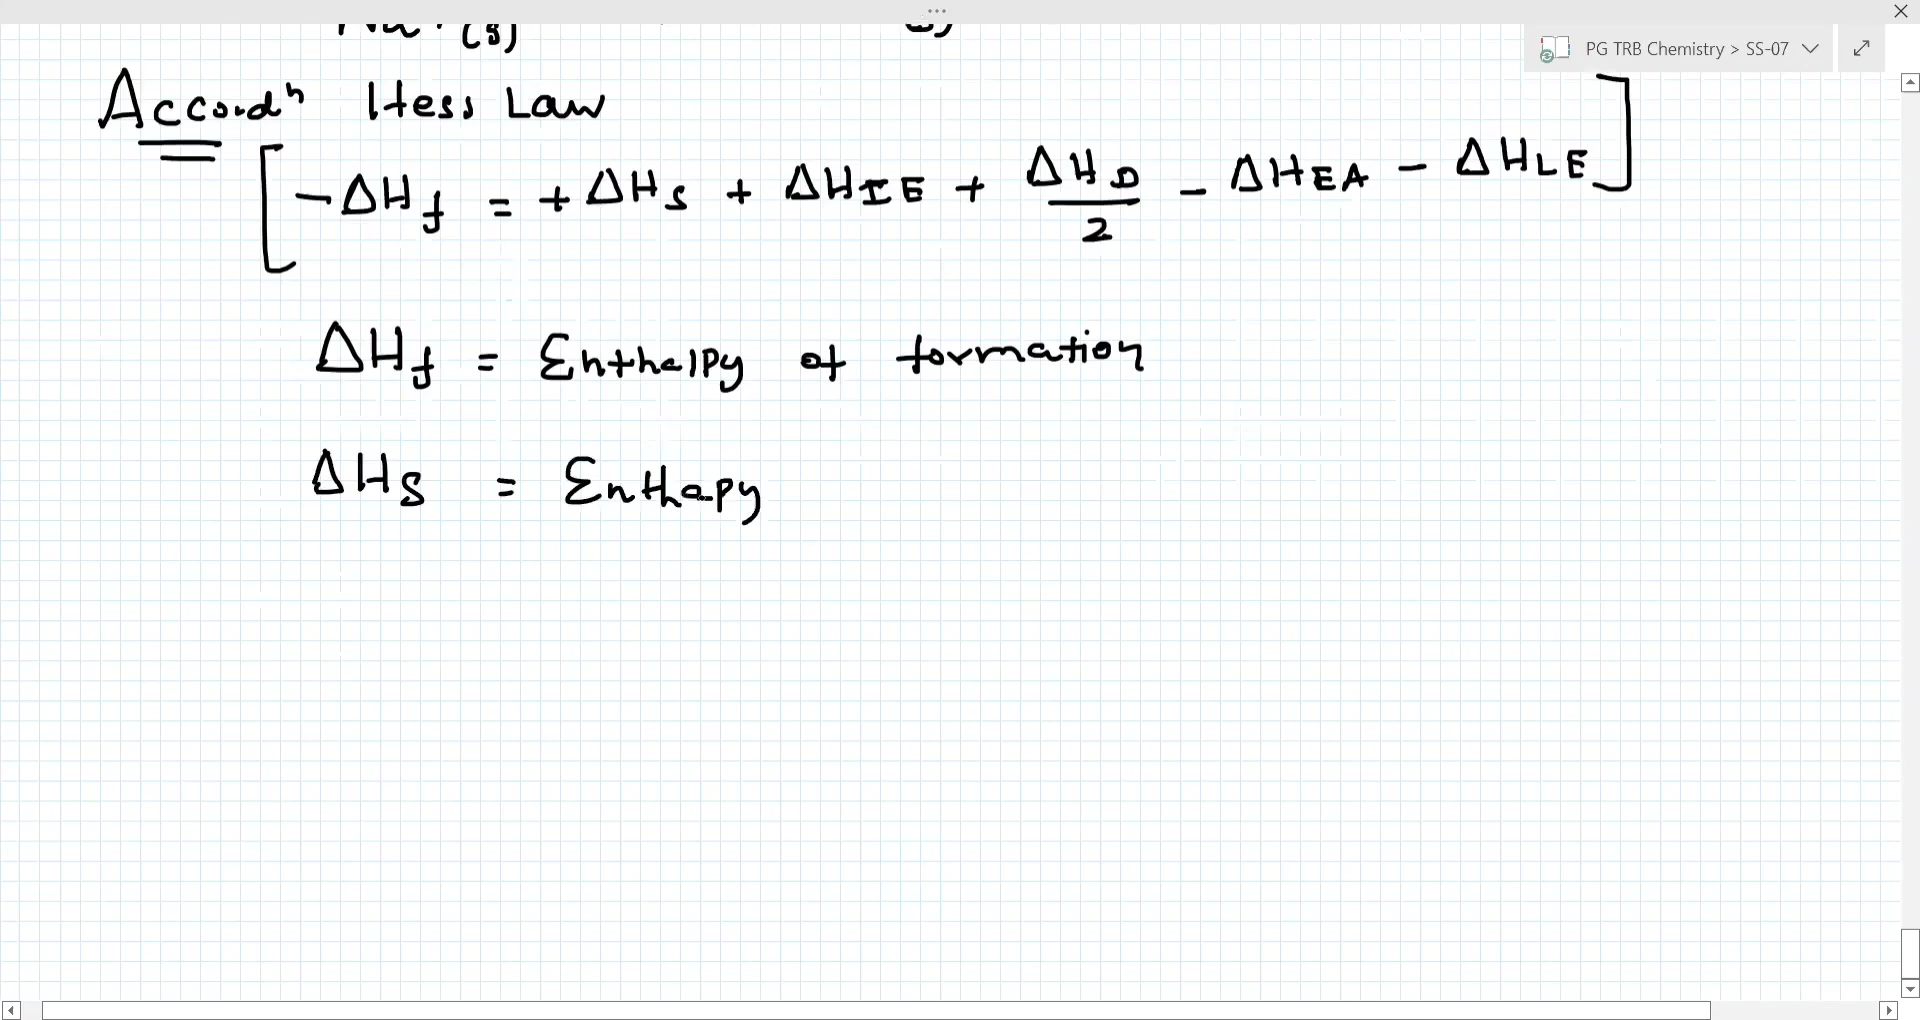 PG TRB Chemistry > SS-07
Accordn Hess Law
[ - ΔHf = + ΔHS + ΔHIE + ΔHD/2 - ΔHEA - ΔHLE ]
ΔHf = Enthalpy of formation
ΔHS = Enthapy